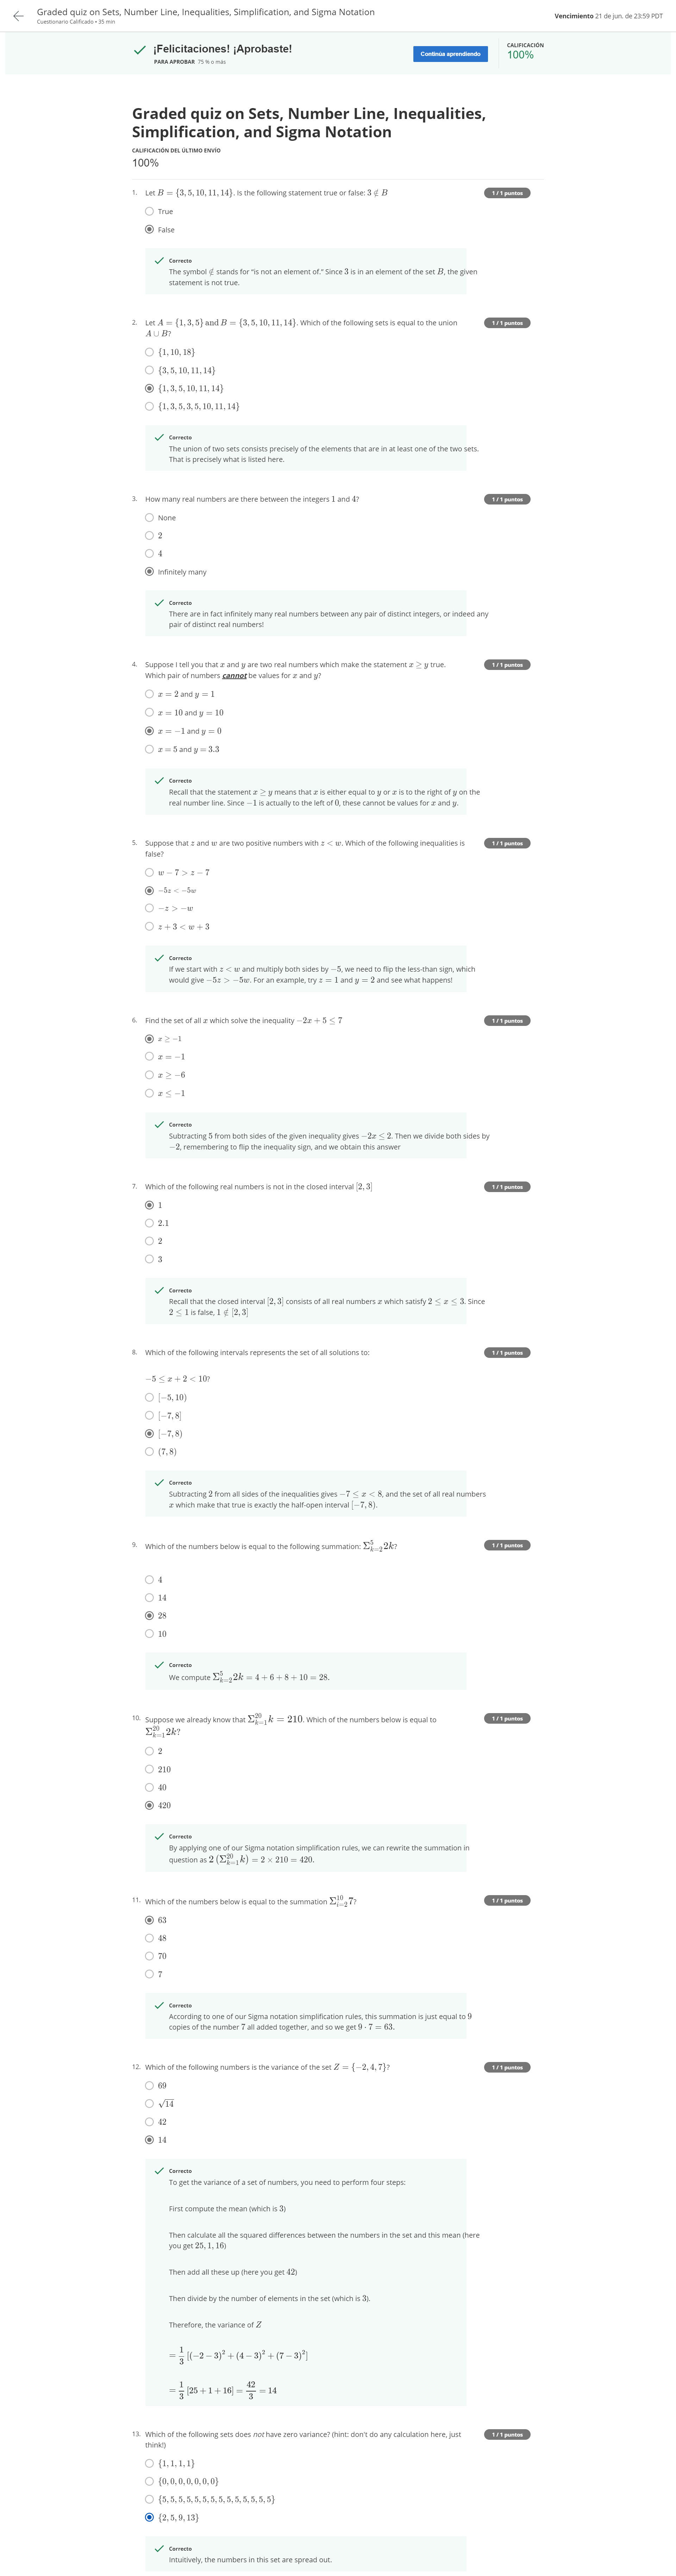 Graded quiz on Sets, Number Line, Inequalities, Simplification, and Sigma Notation
Cuestionario Calificado • 35 min
Vencimiento 21 de jun. de 23:59 PDT
¡Felicitaciones! ¡Aprobaste!
PARA APROBAR 75 % o más
Continúa aprendiendo
CALIFICACIÓN
100%
Graded quiz on Sets, Number Line, Inequalities,
Simplification, and Sigma Notation
CALIFICACIÓN DEL ÚLTIMO ENVÍO
100%
1. Let B = {3, 5, 10, 11, 14}. Is the following statement true or false: 3 ∉ B
1 / 1 puntos
True
False
Correcto
The symbol ∉ stands for "is not an element of." Since 3 is in an element of the set B, the given
statement is not true.
2. Let A = {1, 3, 5} and B = {3, 5, 10, 11, 14}. Which of the following sets is equal to the union
A ∪ B?
1 / 1 puntos
{1, 10, 18}
{3, 5, 10, 11, 14}
{1, 3, 5, 10, 11, 14}
{1, 3, 5, 3, 5, 10, 11, 14}
Correcto
The union of two sets consists precisely of the elements that are in at least one of the two sets.
That is precisely what is listed here.
3. How many real numbers are there between the integers 1 and 4?
1 / 1 puntos
None
2
4
Infinitely many
Correcto
There are in fact infinitely many real numbers between any pair of distinct integers, or indeed any
pair of distinct real numbers!
4. Suppose I tell you that x and y are two real numbers which make the statement x ≥ y true.
Which pair of numbers cannot be values for x and y?
1 / 1 puntos
x = 2 and y = 1
x = 10 and y = 10
x = −1 and y = 0
x = 5 and y = 3.3
Correcto
Recall that the statement x ≥ y means that x is either equal to y or x is to the right of y on the
real number line. Since −1 is actually to the left of 0, these cannot be values for x and y.
5. Suppose that z and w are two positive numbers with z < w. Which of the following inequalities is
false?
1 / 1 puntos
w − 7 > z − 7
−5z < −5w
−z > −w
z + 3 < w + 3
Correcto
If we start with z < w and multiply both sides by −5, we need to flip the less-than sign, which
would give −5z > −5w. For an example, try z = 1 and y = 2 and see what happens!
6. Find the set of all x which solve the inequality −2x + 5 ≤ 7
1 / 1 puntos
x ≥ −1
x = −1
x ≥ −6
x ≤ −1
Correcto
Subtracting 5 from both sides of the given inequality gives −2x ≤ 2. Then we divide both sides by
−2, remembering to flip the inequality sign, and we obtain this answer
7. Which of the following real numbers is not in the closed interval [2, 3]
1 / 1 puntos
1
2.1
2
3
Correcto
Recall that the closed interval [2, 3] consists of all real numbers x which satisfy 2 ≤ x ≤ 3. Since
2 ≤ 1 is false, 1 ∉ [2, 3]
8. Which of the following intervals represents the set of all solutions to:
1 / 1 puntos
−5 ≤ x + 2 < 10?
[−5, 10)
[−7, 8]
[−7, 8)
(7, 8)
Correcto
Subtracting 2 from all sides of the inequalities gives −7 ≤ x < 8, and the set of all real numbers
x which make that true is exactly the half-open interval [−7, 8).
9. Which of the numbers below is equal to the following summation: Σ_{k=2}^{5} 2k?
1 / 1 puntos
4
14
28
10
Correcto
We compute Σ_{k=2}^{5} 2k = 4 + 6 + 8 + 10 = 28.
10. Suppose we already know that Σ_{k=1}^{20} k = 210. Which of the numbers below is equal to
Σ_{k=1}^{20} 2k?
1 / 1 puntos
2
210
40
420
Correcto
By applying one of our Sigma notation simplification rules, we can rewrite the summation in
question as 2 (Σ_{k=1}^{20} k) = 2 × 210 = 420.
11. Which of the numbers below is equal to the summation Σ_{i=2}^{10} 7?
1 / 1 puntos
63
48
70
7
Correcto
According to one of our Sigma notation simplification rules, this summation is just equal to 9
copies of the number 7 all added together, and so we get 9 · 7 = 63.
12. Which of the following numbers is the variance of the set Z = {−2, 4, 7}?
1 / 1 puntos
69
√14
42
14
Correcto
To get the variance of a set of numbers, you need to perform four steps:
First compute the mean (which is 3)
Then calculate all the squared differences between the numbers in the set and this mean (here
you get 25, 1, 16)
Then add all these up (here you get 42)
Then divide by the number of elements in the set (which is 3).
Therefore, the variance of Z
= 1/3 [(−2 − 3)² + (4 − 3)² + (7 − 3)²]
= 1/3 [25 + 1 + 16] = 42/3 = 14
13. Which of the following sets does not have zero variance? (hint: don't do any calculation here, just
think!)
1 / 1 puntos
{1, 1, 1, 1}
{0, 0, 0, 0, 0, 0, 0}
{5, 5, 5, 5, 5, 5, 5, 5, 5, 5, 5, 5, 5, 5}
{2, 5, 9, 13}
Correcto
Intuitively, the numbers in this set are spread out.